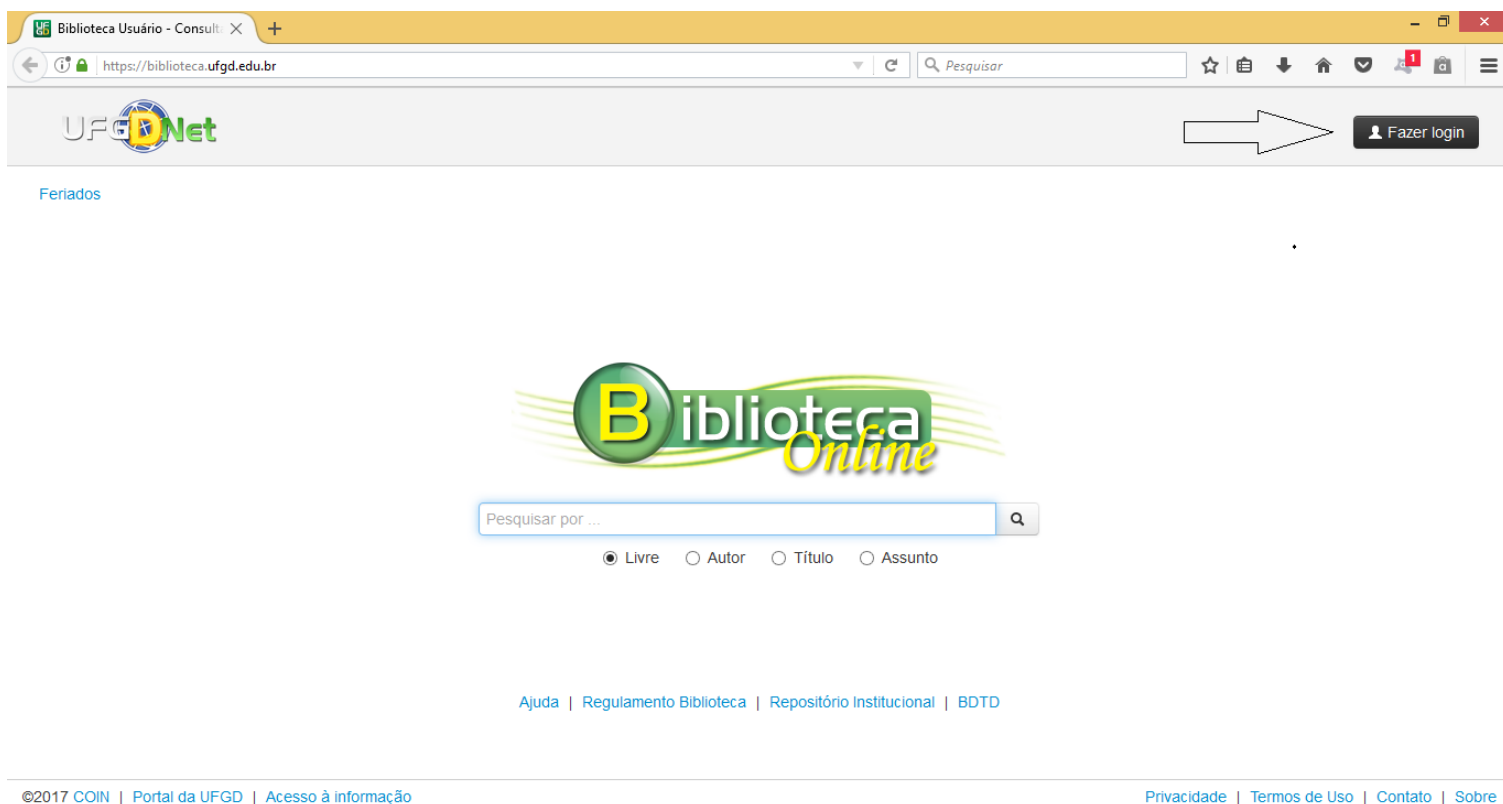 Biblioteca Usuário - Consult
https://biblioteca.ufgd.edu.br
Pesquisar
1
UFGDNet
Fazer login
Feriados
Biblioteca
Online
Pesquisar por ...
Livre Autor Título Assunto
Ajuda | Regulamento Biblioteca | Repositório Institucional | BDTD
©2017 COIN | Portal da UFGD | Acesso à informação Privacidade | Termos de Uso | Contato | Sobre